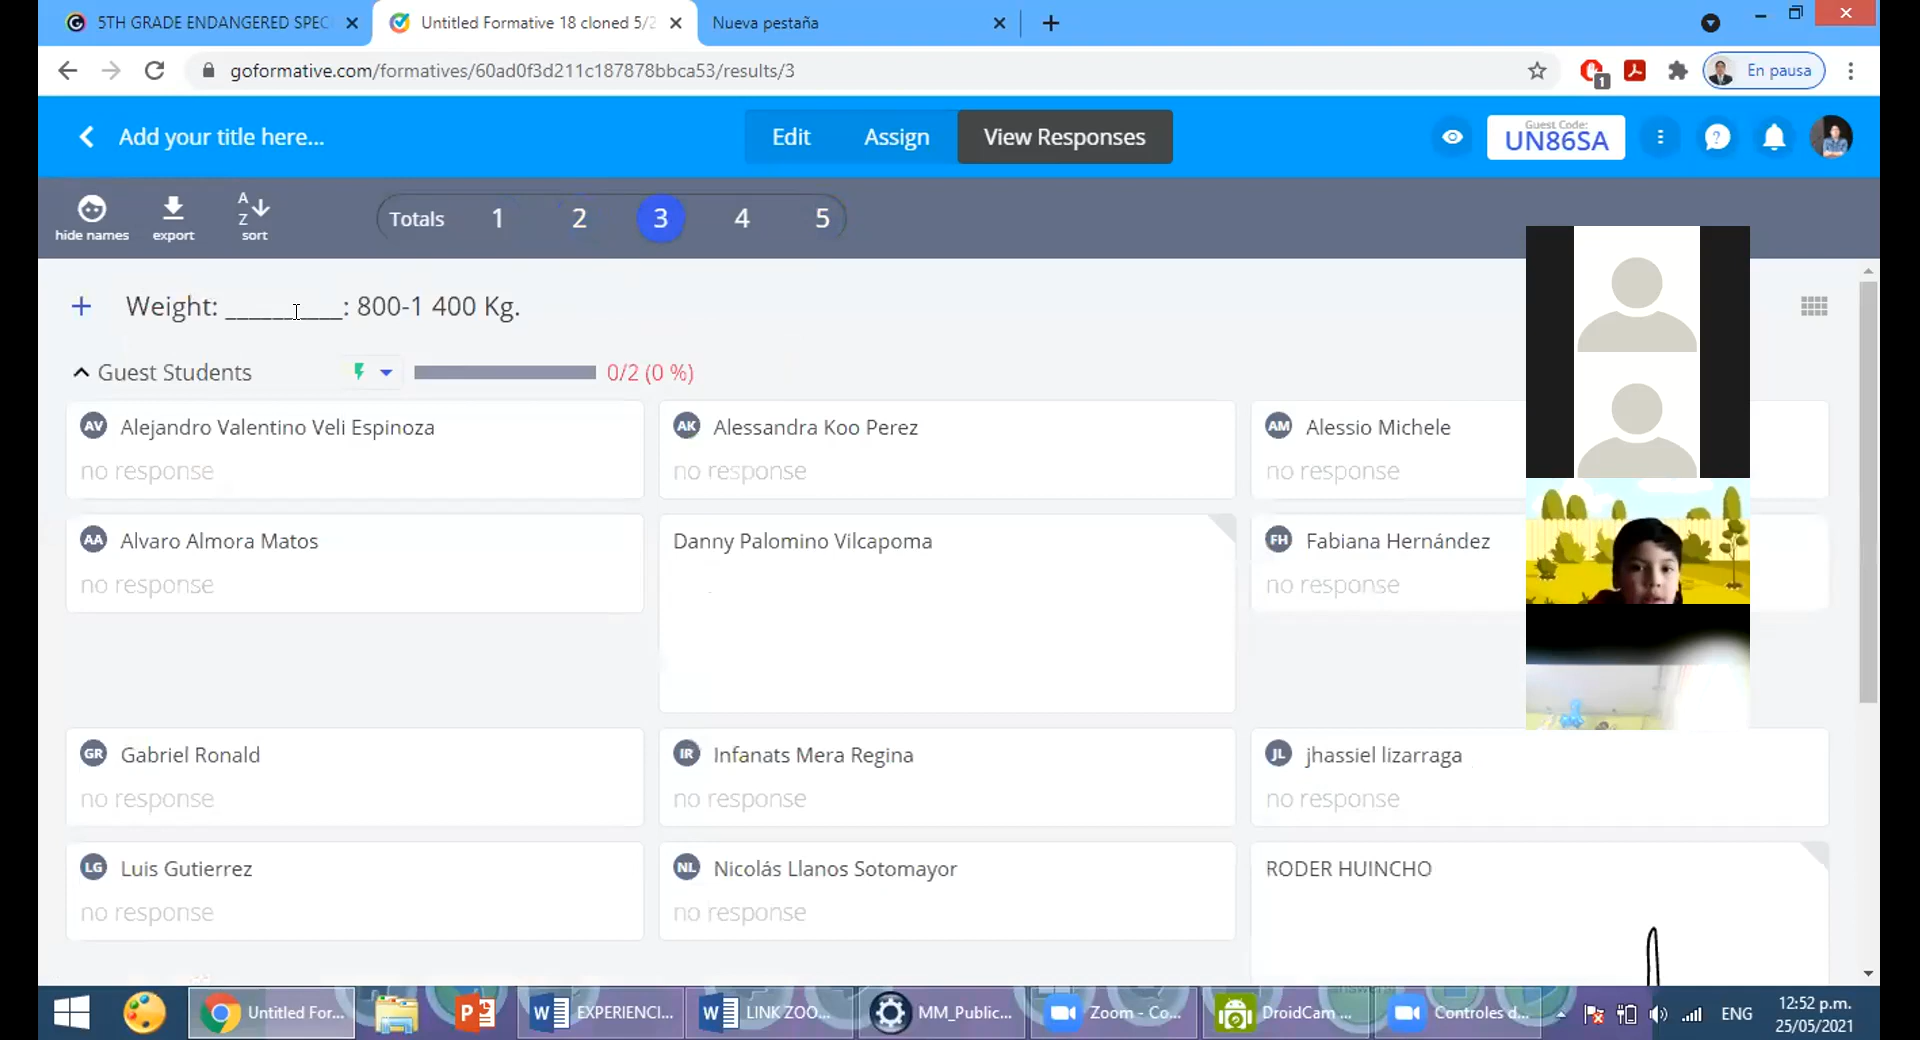 5TH GRADE ENDANGERED SPEC
Untitled Formative 18 cloned 5/2
Nueva pestaña
goformative.com/formatives/60ad0f3d211c187878bbca53/results/3
1
En pausa
Add your title here...
Edit
Assign
View Responses
Guest Code:
UN86SA
hide names
export
A
Z
sort
Totals
1
2
3
4
5
Weight: __________: 800-1 400 Kg.
Guest Students
0/2 (0 %)
AV Alejandro Valentino Veli Espinoza
no response
AK Alessandra Koo Perez
no response
AM Alessio Michele
no response
AA Alvaro Almora Matos
no response
Danny Palomino Vilcapoma
FH Fabiana Hernández
no response
GR Gabriel Ronald
no response
IR Infanats Mera Regina
no response
JL jhassiel lizarraga
no response
LG Luis Gutierrez
no response
NL Nicolás Llanos Sotomayor
no response
RODER HUINCHO
Untitled For...
EXPERIENCI...
LINK ZOO...
MM_Public...
Zoom - Co...
DroidCam ...
Controles d...
ENG
12:52 p.m.
25/05/2021